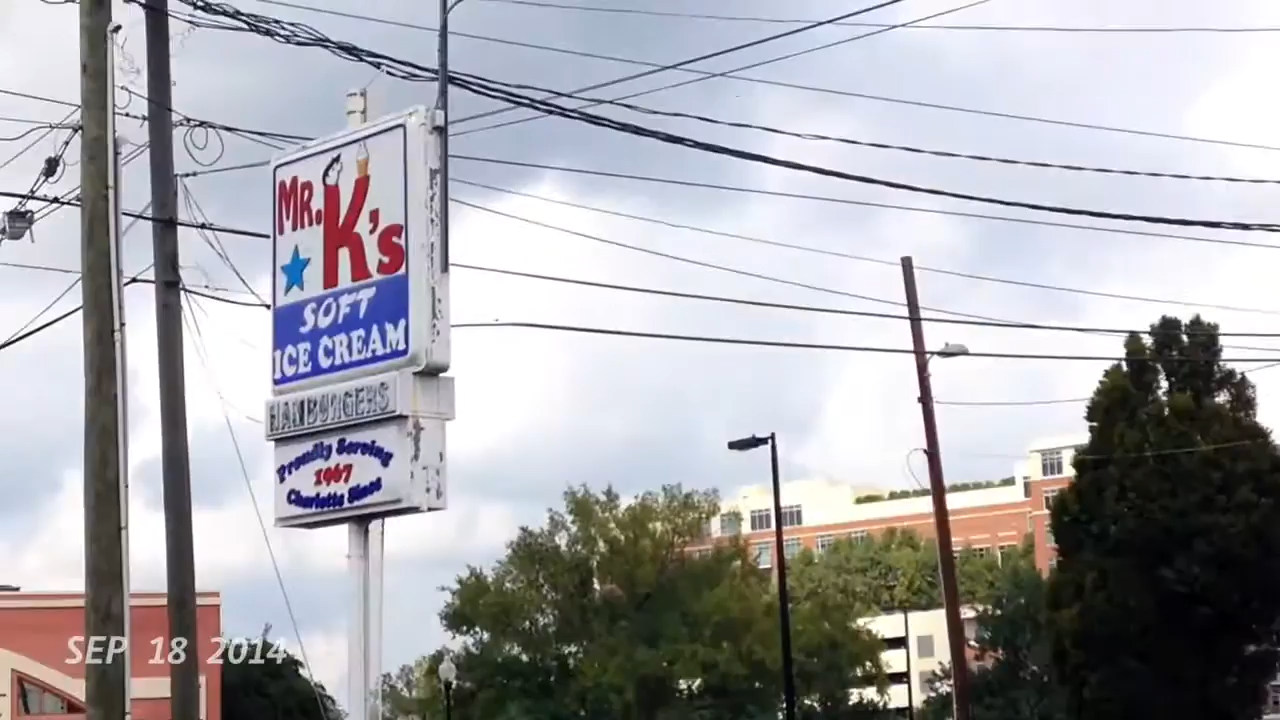 MR. K's
SOFT
ICE CREAM
HAMBURGERS
Proudly Serving
1967
Charlotte Since
SEP 18 2014